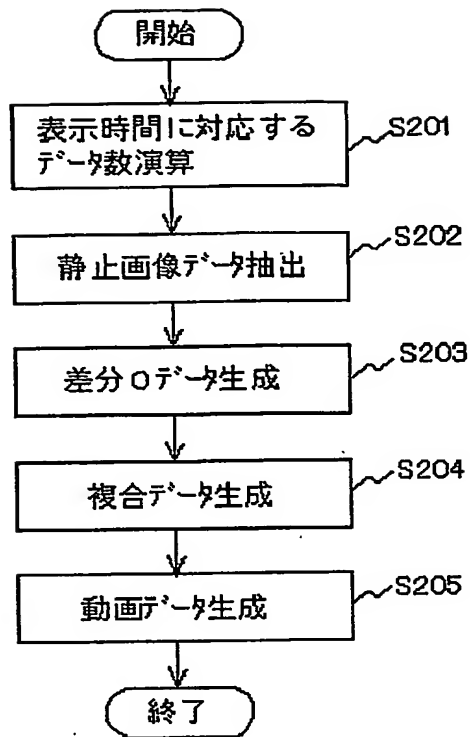 開始
表示時間に対応する
データ数演算
S201
静止画像データ抽出
S202
差分0データ生成
S203
複合データ生成
S204
動画データ生成
S205
終了